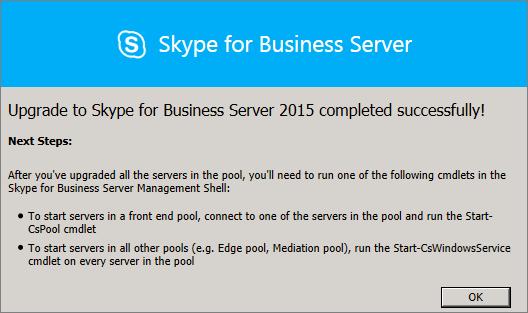 Skype for Business Server
Upgrade to Skype for Business Server 2015 completed successfully!
Next Steps:
After you've upgraded all the servers in the pool, you'll need to run one of the following cmdlets in the
Skype for Business Server Management Shell:
• To start servers in a front end pool, connect to one of the servers in the pool and run the Start-
CsPool cmdlet
• To start servers in all other pools (e.g. Edge pool, Mediation pool), run the Start-CsWindowsService
cmdlet on every server in the pool
OK